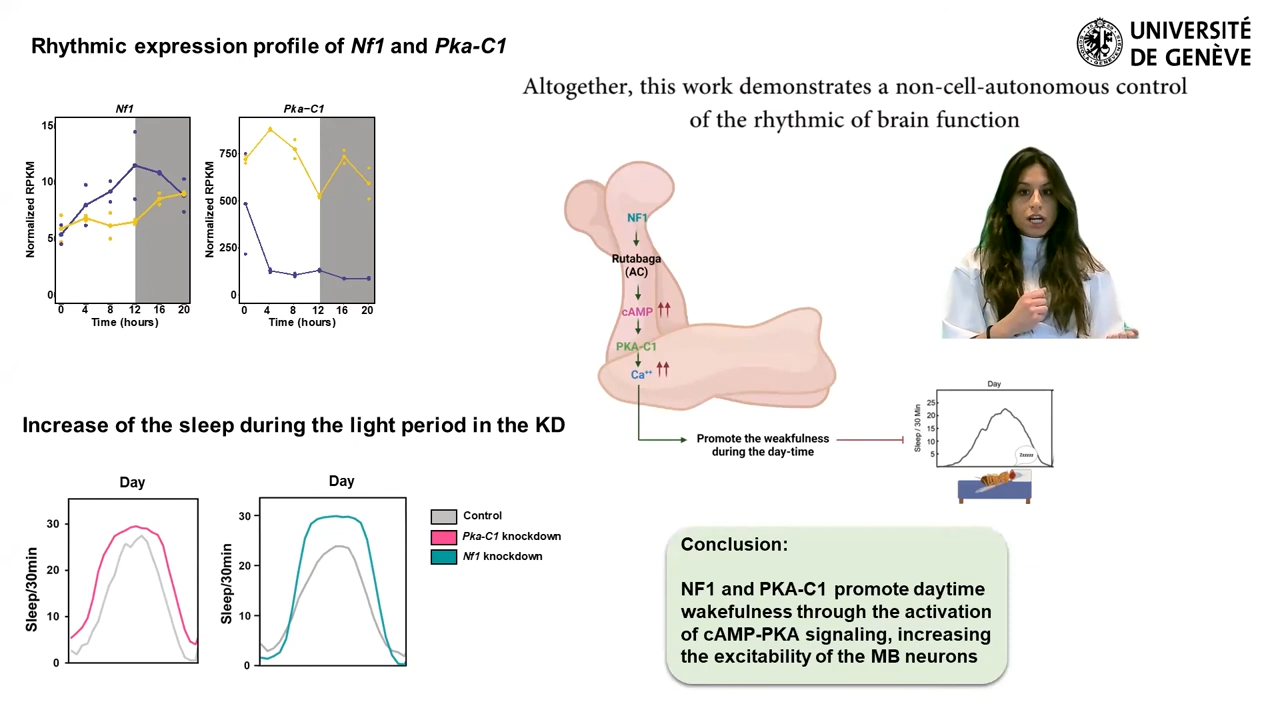 Rhythmic expression profile of Nf1 and Pka-C1
UNIVERSITÉ
DE GENÈVE
Altogether, this work demonstrates a non-cell-autonomous control
of the rhythmic of brain function
Nf1
Normalized RPKM
15
10
5
0
0 4 8 12 16 20
Time (hours)
Pka−C1
Normalized RPKM
750
500
250
0
0 4 8 12 16 20
Time (hours)
NF1
Rutabaga
(AC)
cAMP
PKA-C1
Ca++
Promote the weakfulness
during the day-time
Day
Sleep / 30 Min
25
20
15
10
5
Zzzzzz
Increase of the sleep during the light period in the KD
Day
Sleep/30min
30
20
10
0
Day
Sleep/30min
30
20
10
0
Control
Pka-C1 knockdown
Nf1 knockdown
Conclusion:
NF1 and PKA-C1 promote daytime
wakefulness through the activation
of cAMP-PKA signaling, increasing
the excitability of the MB neurons